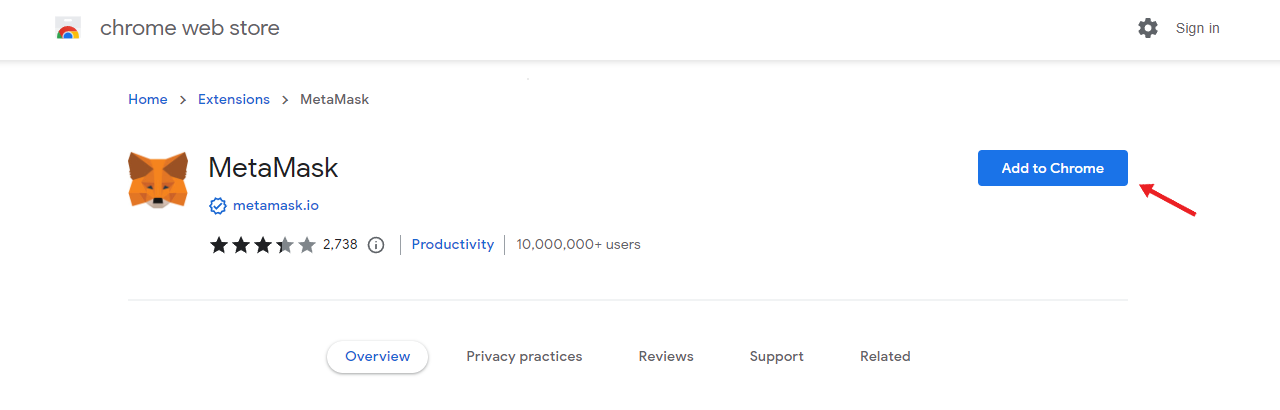 chrome web store
Sign in
Home > Extensions > MetaMask
MetaMask
Add to Chrome
metamask.io
2,738
Productivity
10,000,000+ users
Overview
Privacy practices
Reviews
Support
Related